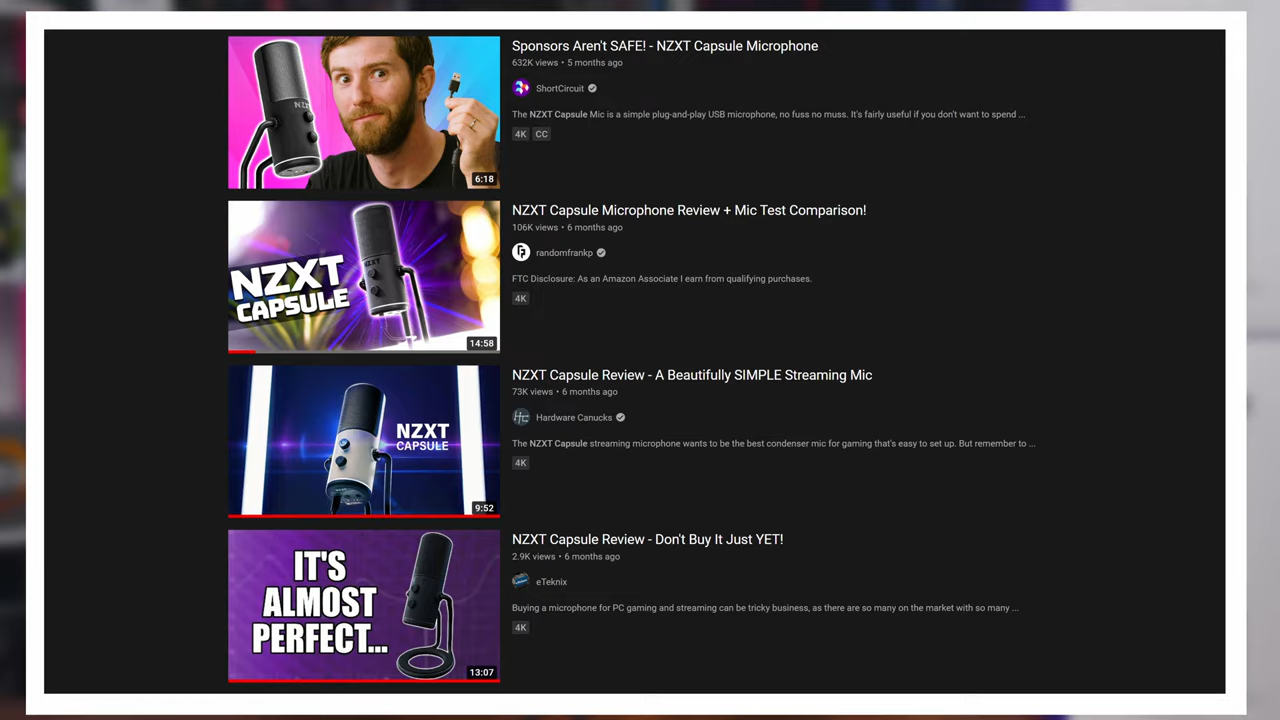 NZXT
6:18
Sponsors Aren't SAFE! - NZXT Capsule Microphone
632K views • 5 months ago
ShortCircuit
The NZXT Capsule Mic is a simple plug-and-play USB microphone, no fuss no muss. It's fairly useful if you don't want to spend ...
4K CC
NZXT
CAPSULE
NZXT
14:58
NZXT Capsule Microphone Review + Mic Test Comparison!
106K views • 6 months ago
randomfrankp
FTC Disclosure: As an Amazon Associate I earn from qualifying purchases.
4K
NZXT
CAPSULE
9:52
NZXT Capsule Review - A Beautifully SIMPLE Streaming Mic
73K views • 6 months ago
Hardware Canucks
The NZXT Capsule streaming microphone wants to be the best condenser mic for gaming that's easy to set up. But remember to ...
4K
IT'S
ALMOST
PERFECT...
13:07
NZXT Capsule Review - Don't Buy It Just YET!
2.9K views • 6 months ago
eTeknix
Buying a microphone for PC gaming and streaming can be tricky business, as there are so many on the market with so many ...
4K